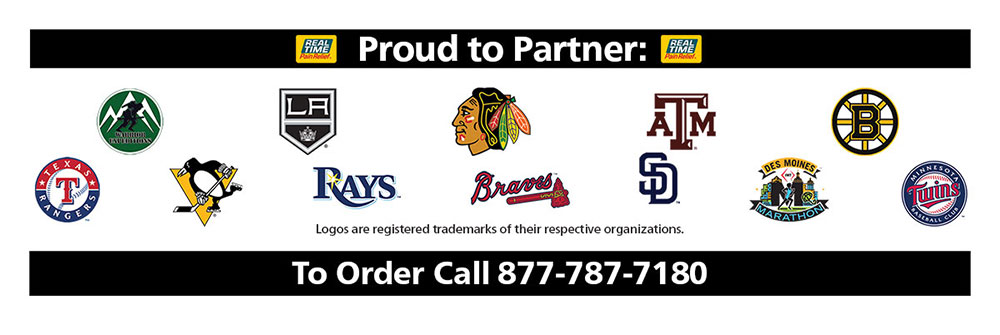 REAL TIME Pain Relief Proud to Partner: REAL TIME Pain Relief
WARRIOR EXPEDITIONS
LA
ATM
B
TEXAS T RANGERS
RAYS
Braves
SD
DES MOINES
MARATHON
MINNESOTA Twins BASEBALL CLUB
Logos are registered trademarks of their respective organizations.
To Order Call 877-787-7180